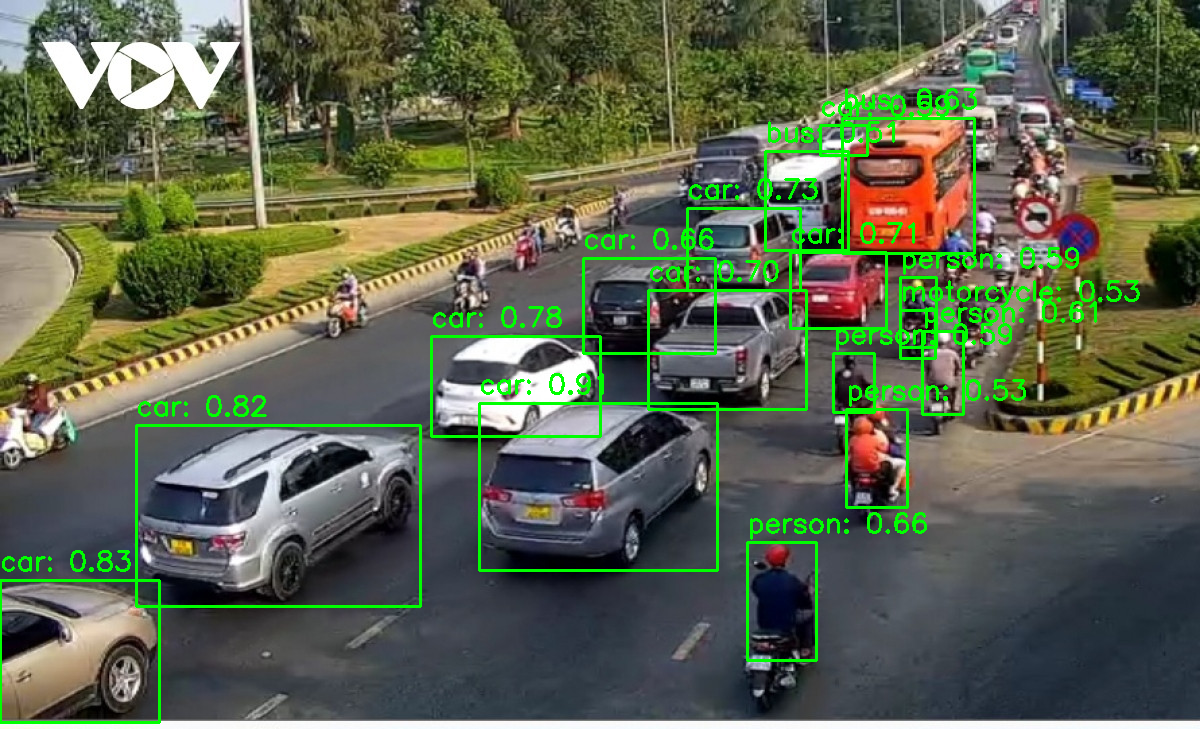 VOV
bus: 0.63
bus: 0.51
car: 0.73
car: 0.71
car: 0.66
person: 0.59
car: 0.70
motorcycle: 0.53
person: 0.61
car: 0.78
person: 0.59
car: 0.91
person: 0.53
car: 0.82
person: 0.66
car: 0.83